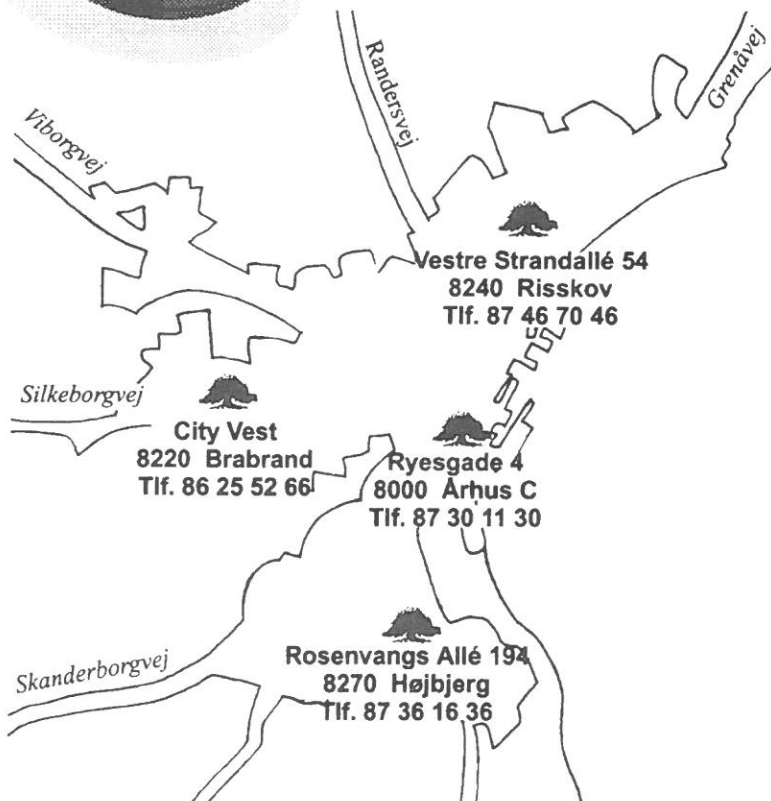 Randersvej
Grenåvej
Viborgvej
Vestre Strandallé 54
8240 Risskov
Tlf. 87 46 70 46
Silkeborgvej
City Vest
8220 Brabrand
Tlf. 86 25 52 66
Ryesgade 4
8000 Århus C
Tlf. 87 30 11 30
Skanderborgvej
Rosenvangs Allé 194
8270 Højbjerg
Tlf. 87 36 16 36